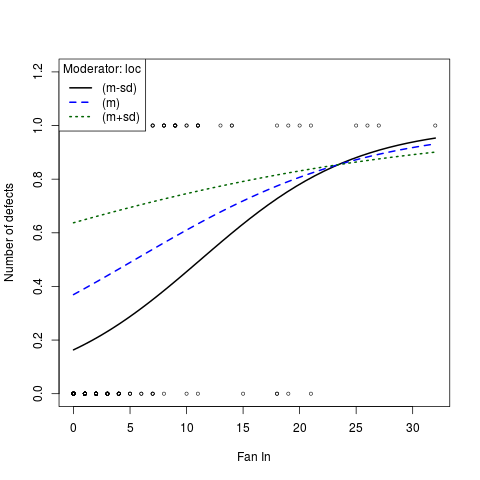 Moderator: loc
(m-sd)
(m)
(m+sd)
Number of defects
1.2
1.0
0.8
0.6
0.4
0.2
0.0
0 5 10 15 20 25 30
Fan In